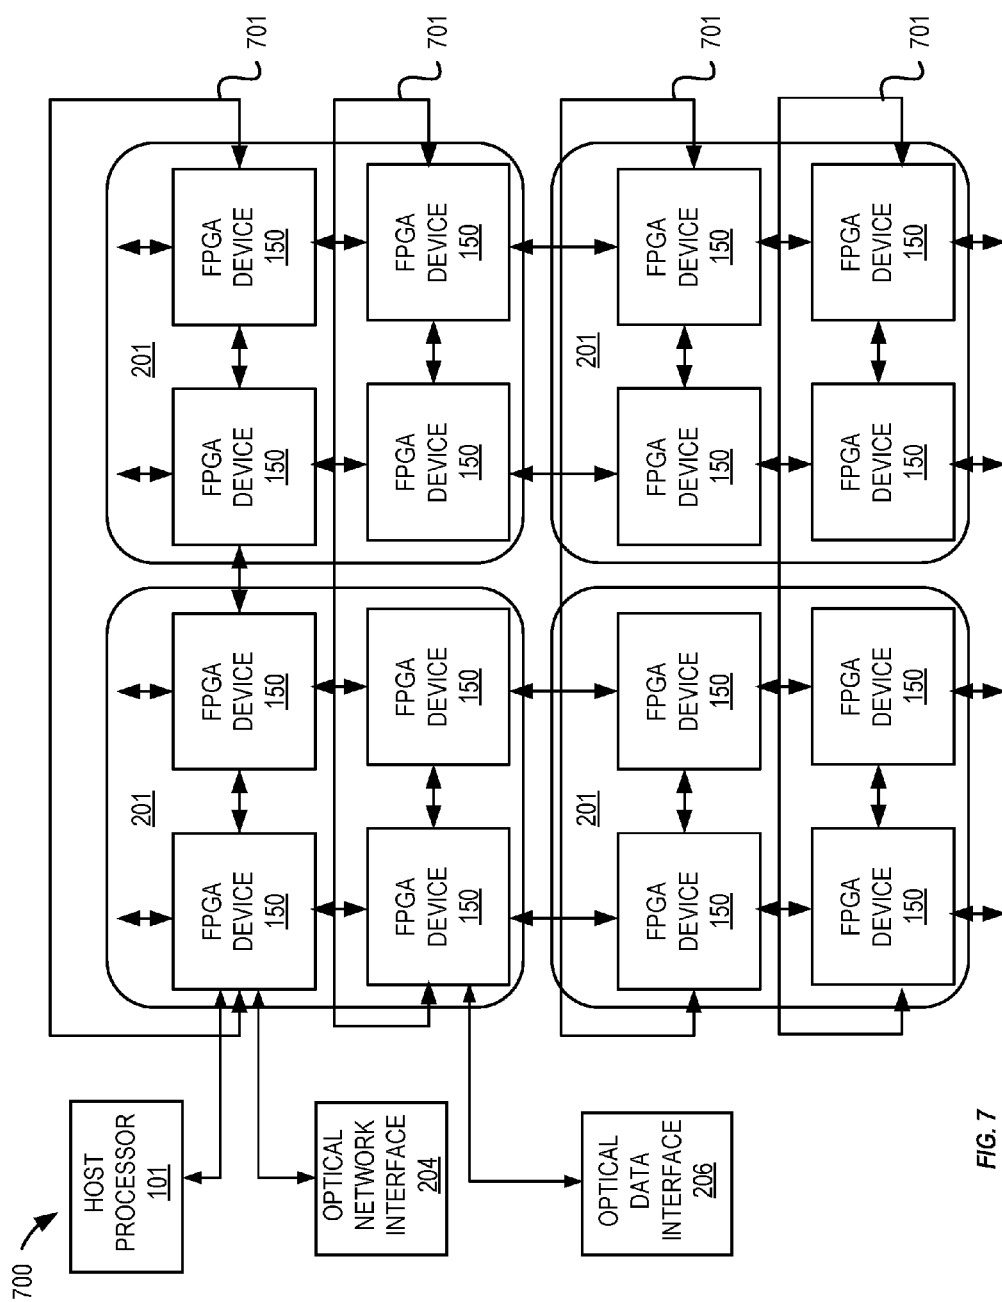 700
HOST
PROCESSOR
101
OPTICAL
NETWORK
INTERFACE
204
OPTICAL
DATA
INTERFACE
206
201
201
FPGA
DEVICE
150
FPGA
DEVICE
150
FPGA
DEVICE
150
FPGA
DEVICE
150
701
FPGA
DEVICE
150
FPGA
DEVICE
150
FPGA
DEVICE
150
FPGA
DEVICE
150
701
201
201
FPGA
DEVICE
150
FPGA
DEVICE
150
FPGA
DEVICE
150
FPGA
DEVICE
150
701
FPGA
DEVICE
150
FPGA
DEVICE
150
FPGA
DEVICE
150
FPGA
DEVICE
150
701
FIG. 7